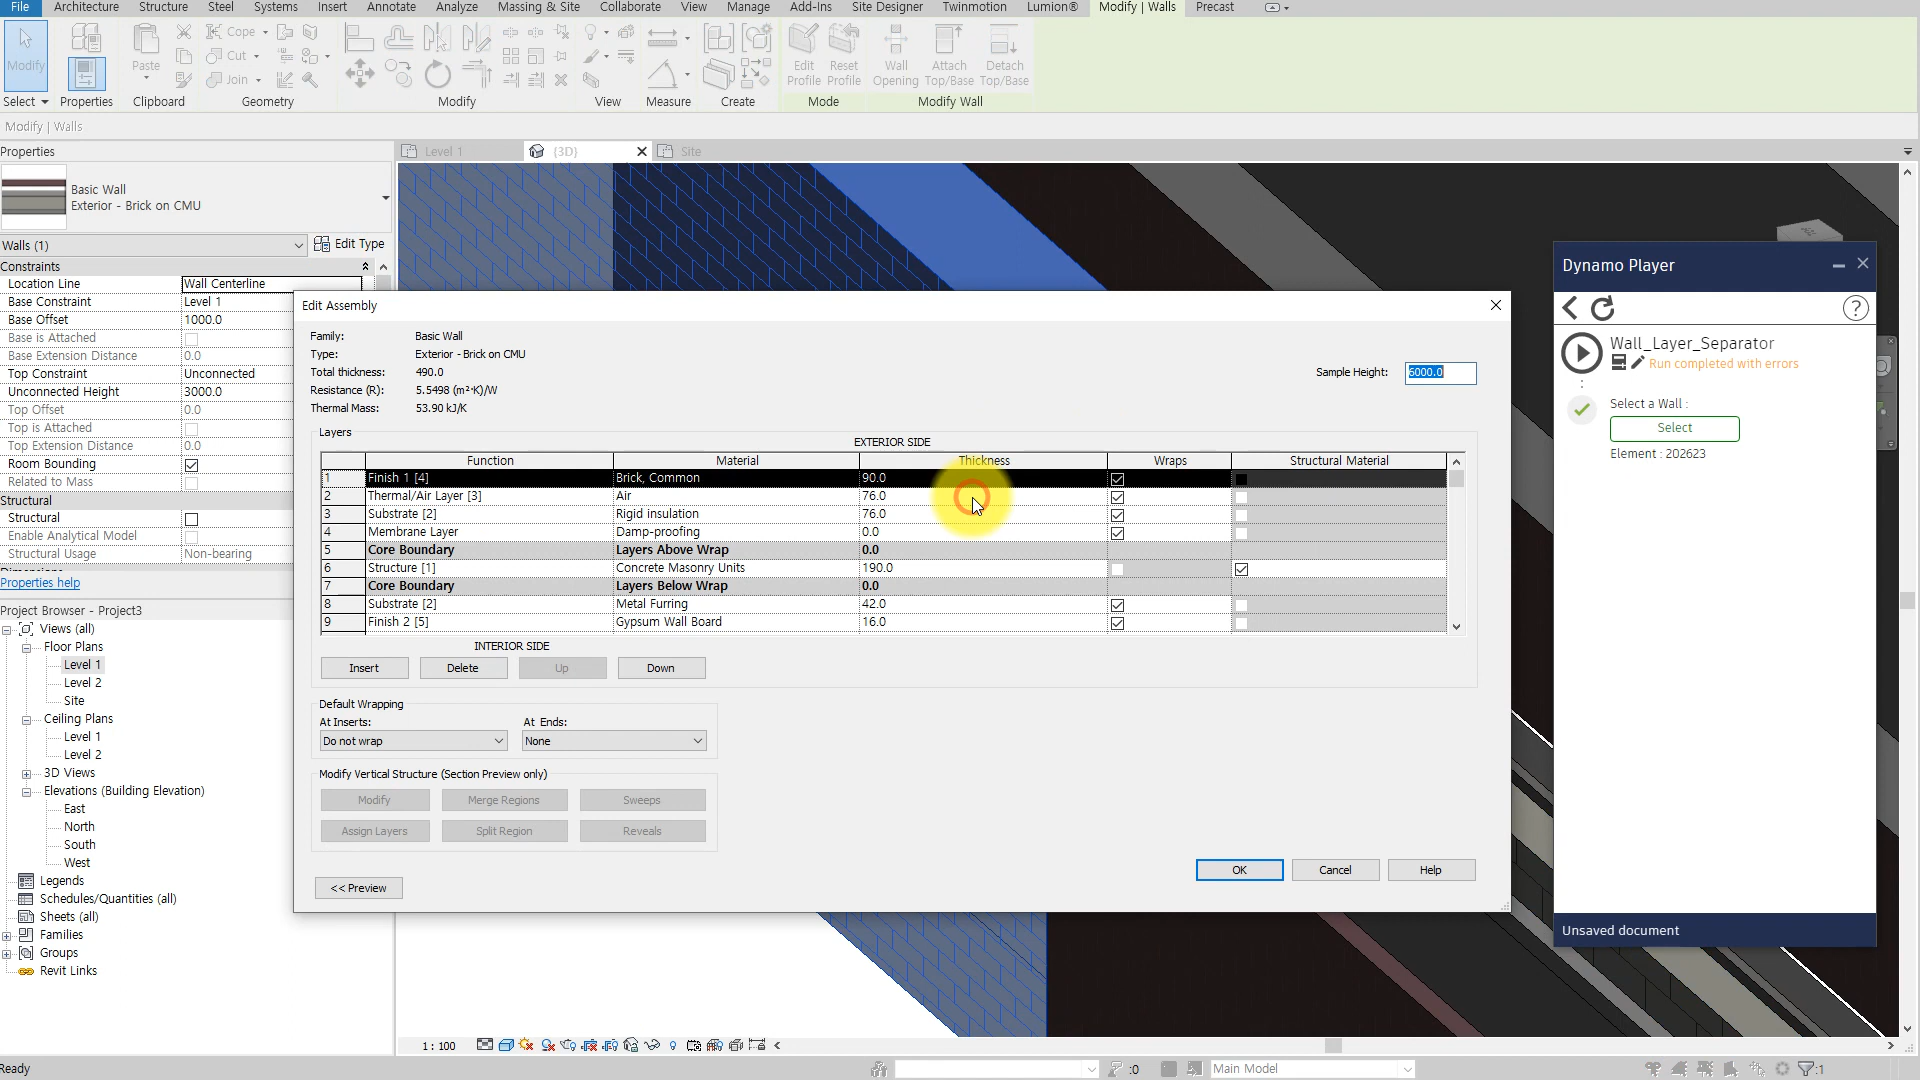 File Architecture Structure Steel Systems Insert Annotate Analyze Massing & Site Collaborate View Manage Add-Ins Site Designer Twinmotion Lumion® Modify | Walls Precast
Modify Paste Cope Cut Join Edit Profile Reset Profile Wall Opening Attach Top/Base Detach Top/Base
Select Properties Clipboard Geometry Modify View Measure Create Mode Modify Wall
Modify | Walls
Properties
Level 1 {3D} Site
Basic Wall
Exterior - Brick on CMU
Walls (1) Edit Type
Constraints
Location Line Wall Centerline
Base Constraint Level 1
Base Offset 1000.0
Base is Attached
Base Extension Distance 0.0
Top Constraint Unconnected
Unconnected Height 3000.0
Top Offset 0.0
Top is Attached
Top Extension Distance 0.0
Room Bounding
Related to Mass
Structural
Structural
Enable Analytical Model
Structural Usage Non-bearing
Properties help
Project Browser - Project3
Views (all)
Floor Plans
Level 1
Level 2
Site
Ceiling Plans
Level 1
Level 2
3D Views
Elevations (Building Elevation)
East
North
South
West
Legends
Schedules/Quantities (all)
Sheets (all)
Families
Groups
Revit Links
Edit Assembly
Family: Basic Wall
Type: Exterior - Brick on CMU
Total thickness: 490.0
Resistance (R): 5.5498 (m²·K)/W
Thermal Mass: 53.90 kJ/K
Sample Height: 6000.0
Layers
EXTERIOR SIDE
Function Material Thickness Wraps Structural Material
1 Finish 1 [4] Brick, Common 90.0
2 Thermal/Air Layer [3] Air 76.0
3 Substrate [2] Rigid insulation 76.0
4 Membrane Layer Damp-proofing 0.0
5 Core Boundary Layers Above Wrap 0.0
6 Structure [1] Concrete Masonry Units 190.0
7 Core Boundary Layers Below Wrap 0.0
8 Substrate [2] Metal Furring 42.0
9 Finish 2 [5] Gypsum Wall Board 16.0
INTERIOR SIDE
Insert Delete Up Down
Default Wrapping
At Inserts: At Ends:
Do not wrap None
Modify Vertical Structure (Section Preview only)
Modify Merge Regions Sweeps
Assign Layers Split Region Reveals
OK Cancel Help
<< Preview
Dynamo Player
?
Wall_Layer_Separator
Run completed with errors
:
Select a Wall :
Select
Element : 202623
Unsaved document
1 : 100
Ready :0 Main Model :1